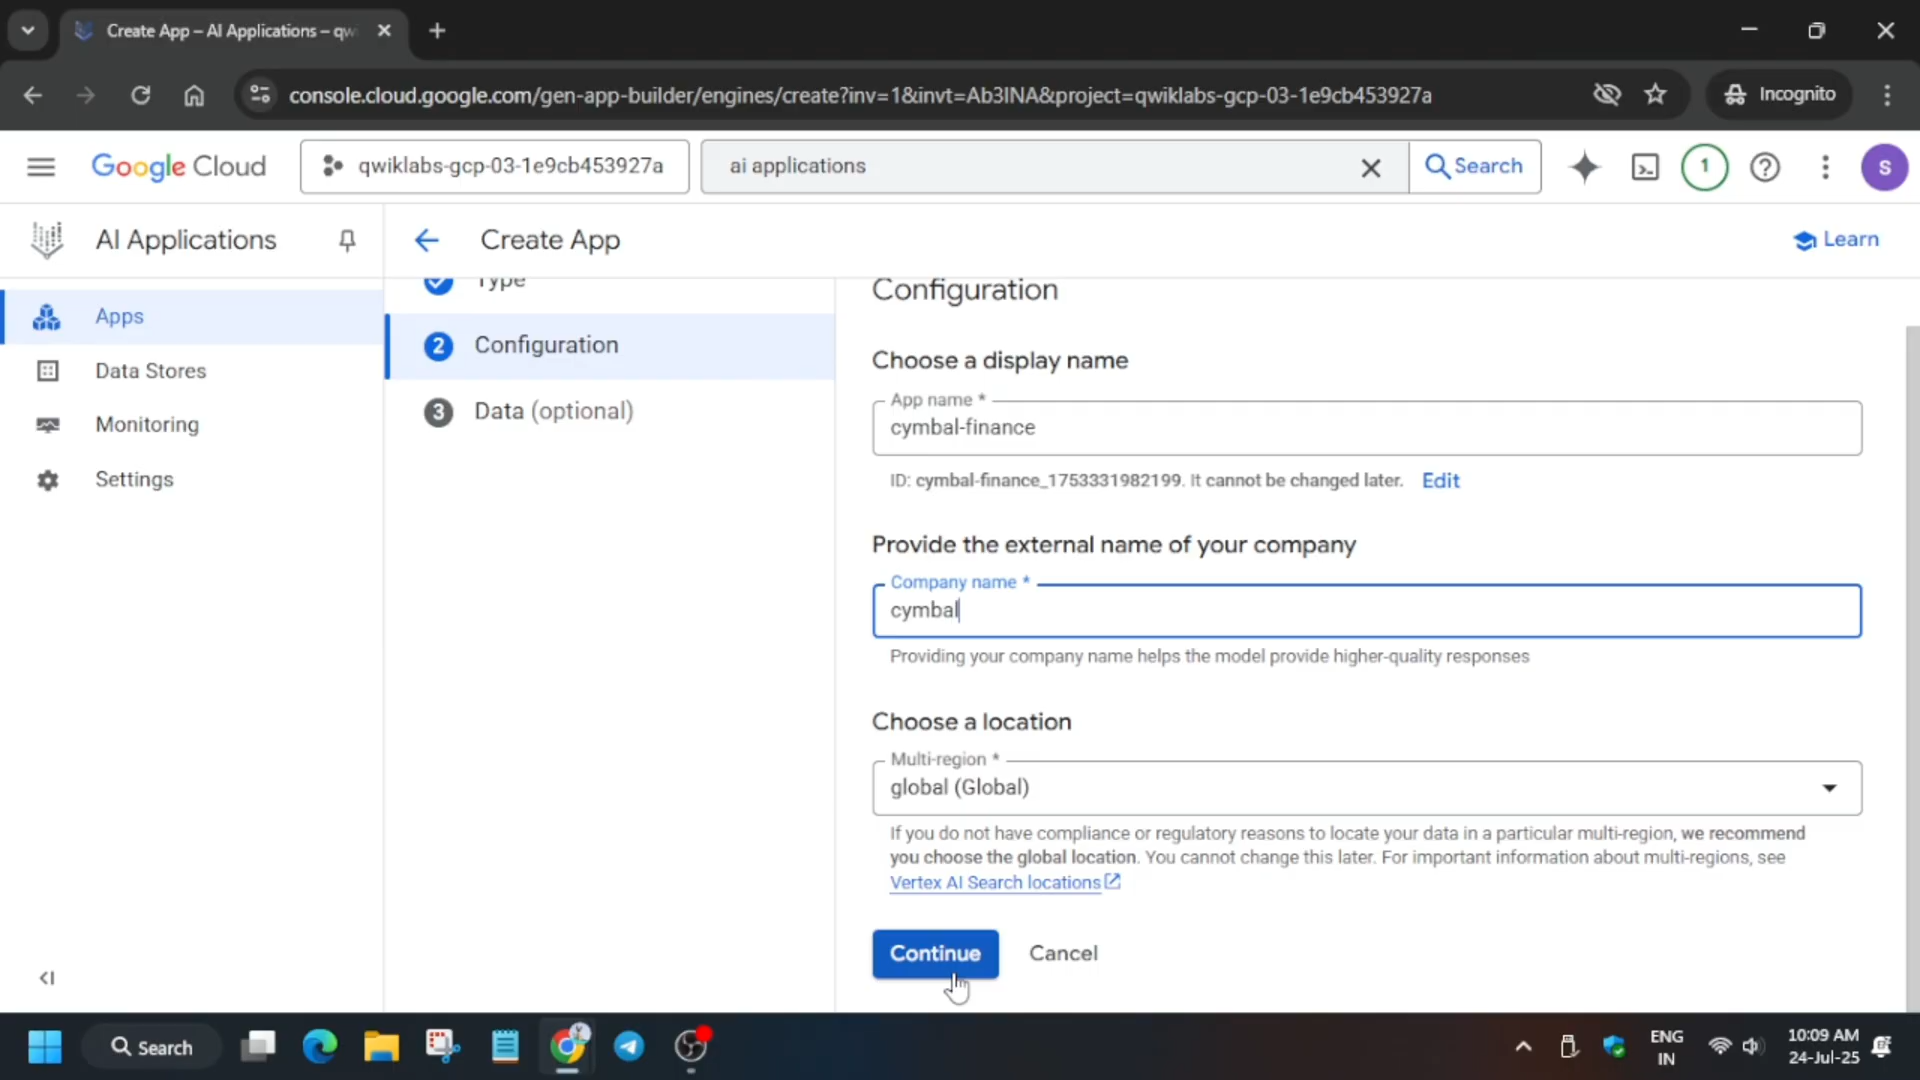 Create App – AI Applications – qw
console.cloud.google.com/gen-app-builder/engines/create?inv=1&invt=Ab3INA&project=qwiklabs-gcp-03-1e9cb453927a
Incognito
Google Cloud
qwiklabs-gcp-03-1e9cb453927a
ai applications
Search
1
S
AI Applications
Create App
Learn
Apps
Data Stores
Monitoring
Settings
Type
2 Configuration
3 Data (optional)
Configuration
Choose a display name
App name *
cymbal-finance
ID: cymbal-finance_1753331982199. It cannot be changed later. Edit
Provide the external name of your company
Company name *
cymbal
Providing your company name helps the model provide higher-quality responses
Choose a location
Multi-region *
global (Global)
If you do not have compliance or regulatory reasons to locate your data in a particular multi-region, we recommend
you choose the global location. You cannot change this later. For important information about multi-regions, see
Vertex AI Search locations
Continue
Cancel
Search
ENG
IN
10:09 AM
24-Jul-25